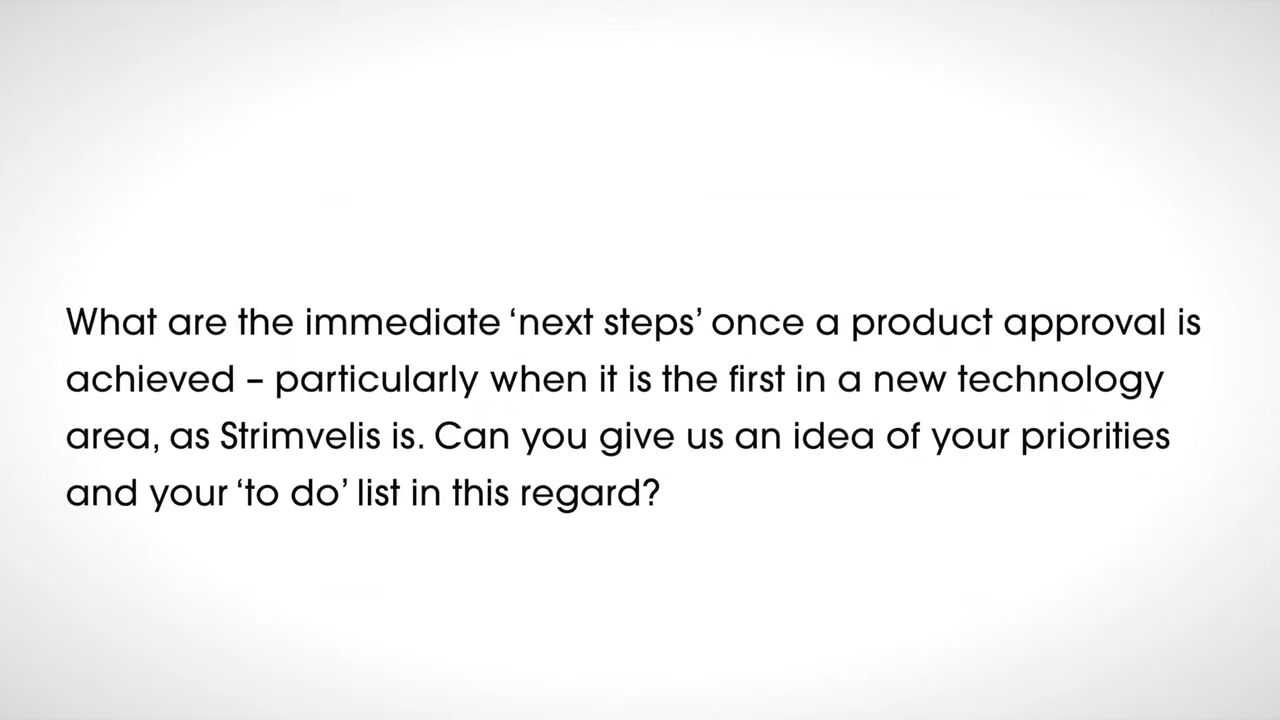 What are the immediate ‘next steps’ once a product approval is
achieved – particularly when it is the first in a new technology
area, as Strimvelis is. Can you give us an idea of your priorities
and your ‘to do’ list in this regard?